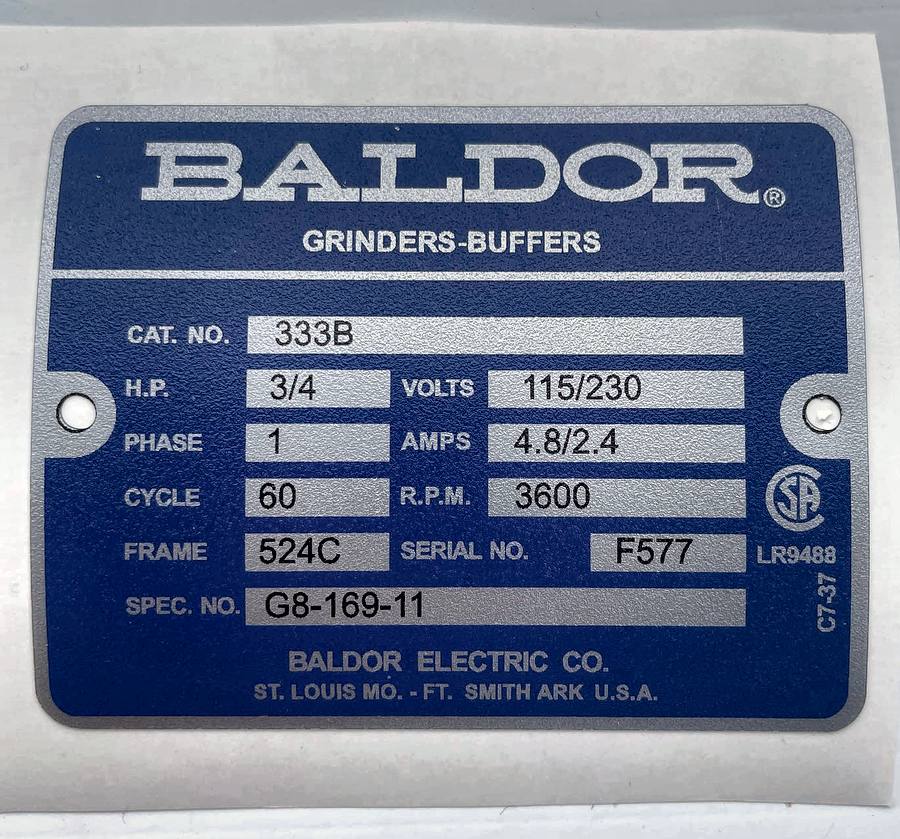 BALDOR®
GRINDERS-BUFFERS
CAT. NO. 333B
H.P. 3/4 VOLTS 115/230
PHASE 1 AMPS 4.8/2.4
CYCLE 60 R.P.M. 3600
FRAME 524C SERIAL NO. F577
SPEC. NO. G8-169-11
SA
LR9488
C7-37
BALDOR ELECTRIC CO.
ST. LOUIS MO. - FT. SMITH ARK U.S.A.